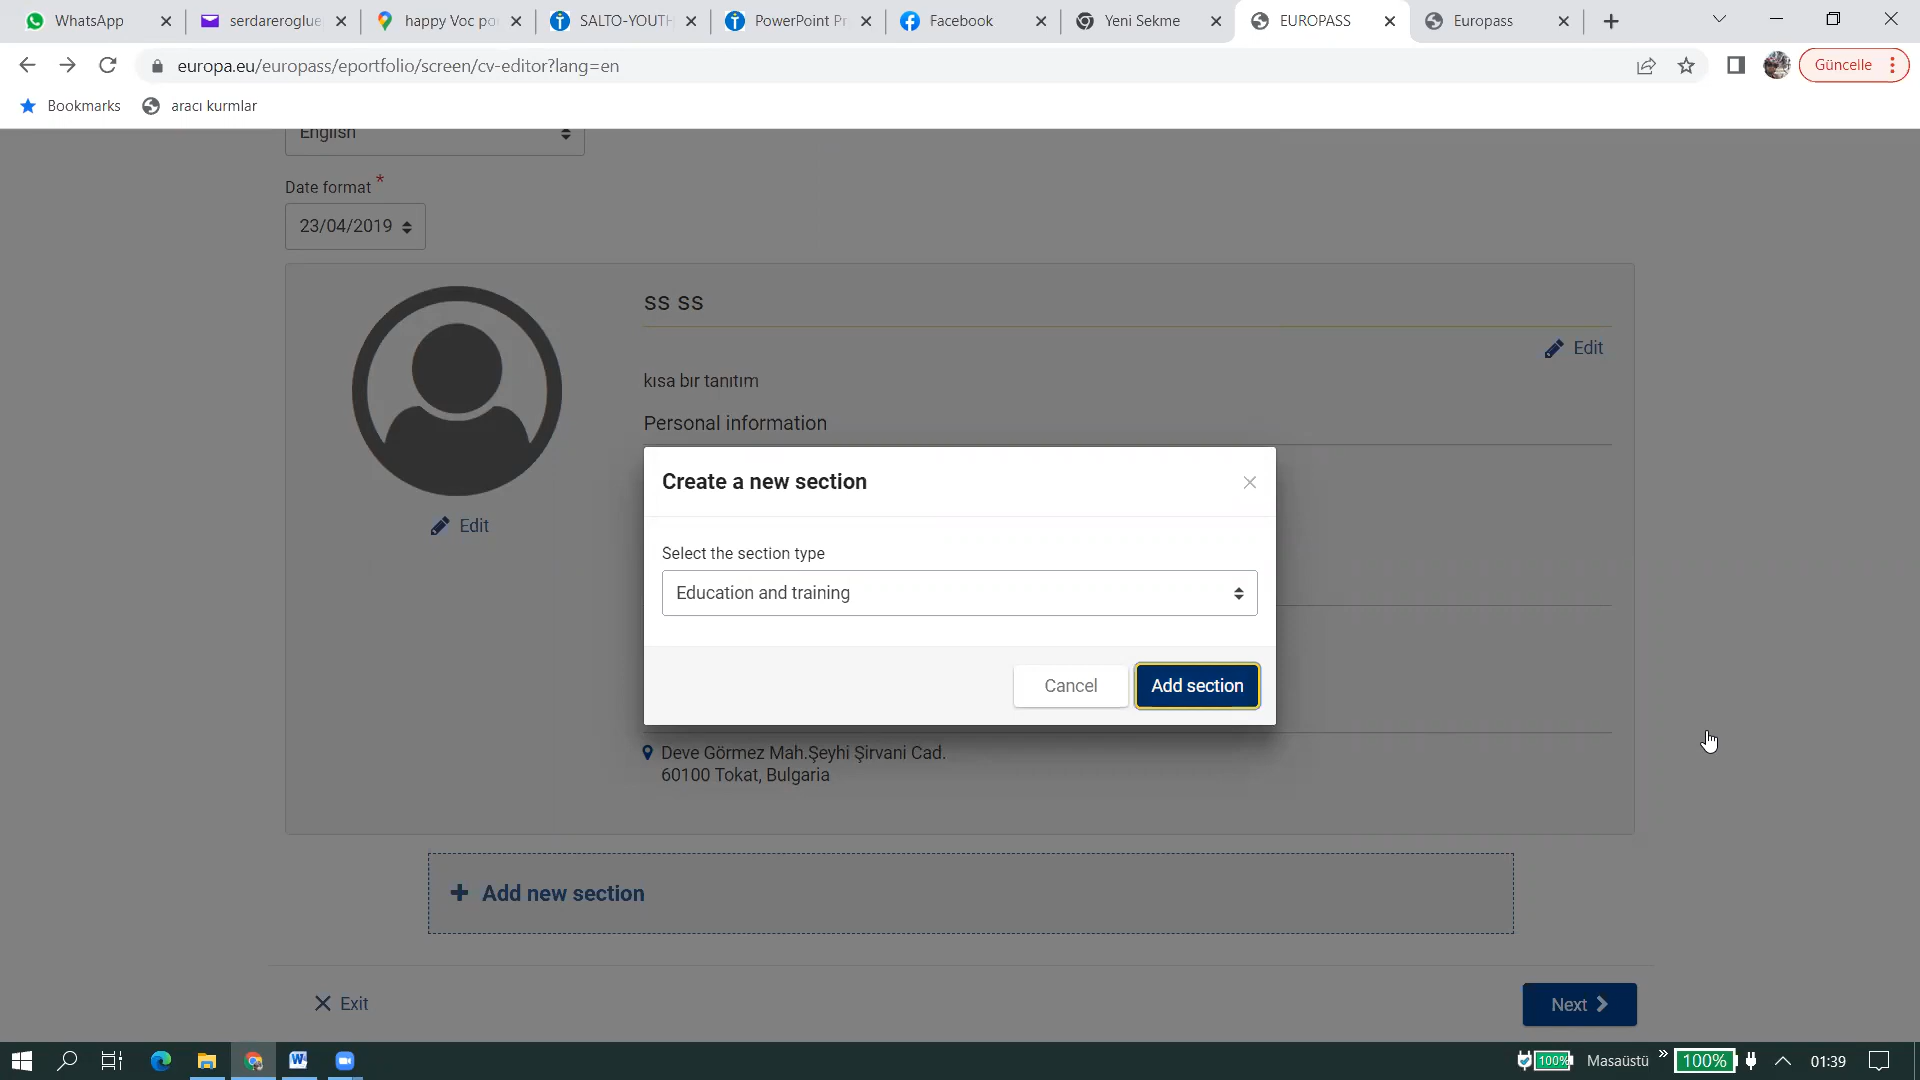 WhatsApp
serdareroglue
happy Voc po
SALTO-YOUTH
PowerPoint Pr
Facebook
Yeni Sekme
EUROPASS
Europass
europa.eu/europass/eportfolio/screen/cv-editor?lang=en
Güncelle
Bookmarks
aracı kurmlar
English
Date format *
23/04/2019
ss ss
Edit
kısa bır tanıtım
Personal information
Edit
Create a new section
Select the section type
Education and training
Cancel
Add section
Deve Görmez Mah.Şeyhi Şirvani Cad.
60100 Tokat, Bulgaria
+ Add new section
Exit
Next
100%
Masaüstü
»
100%
01:39